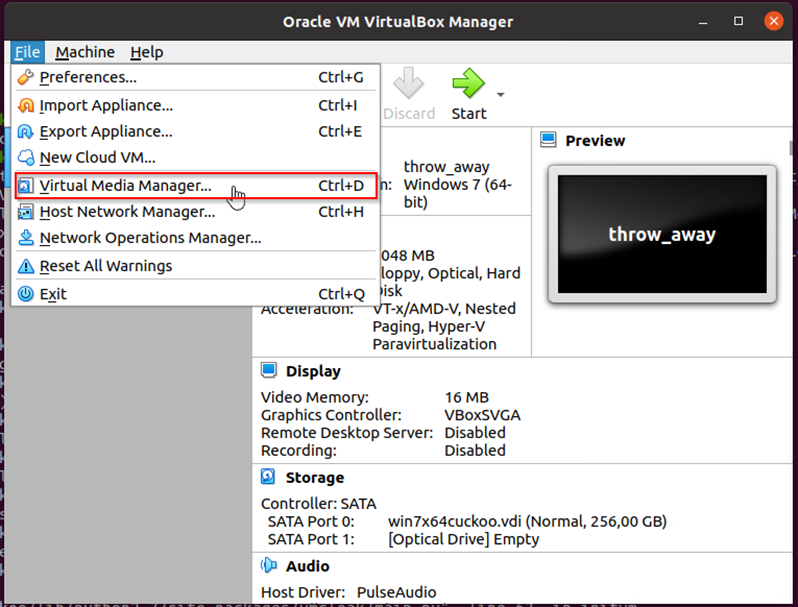 Oracle VM VirtualBox Manager
File Machine Help
Preferences... Ctrl+G
Import Appliance... Ctrl+I
Export Appliance... Ctrl+E
New Cloud VM...
Virtual Media Manager... Ctrl+D
Host Network Manager... Ctrl+H
Network Operations Manager...
Reset All Warnings
Exit Ctrl+Q
Discard Start
throw_away
n: Windows 7 (64-
bit)
Preview
throw_away
048 MB
loppy, Optical, Hard
isk
Acceleration: VT-x/AMD-V, Nested
Paging, Hyper-V
Paravirtualization
Display
Video Memory: 16 MB
Graphics Controller: VBoxSVGA
Remote Desktop Server: Disabled
Recording: Disabled
Storage
Controller: SATA
SATA Port 0: win7x64cuckoo.vdi (Normal, 256,00 GB)
SATA Port 1: [Optical Drive] Empty
Audio
Host Driver: PulseAudio